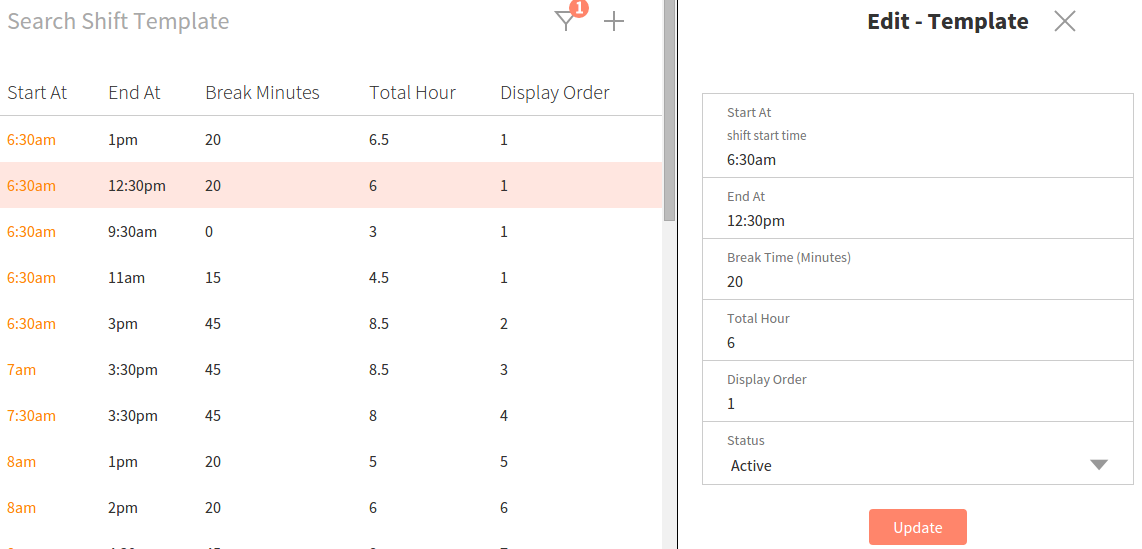 Search Shift Template
1
Start At End At Break Minutes Total Hour Display Order
6:30am 1pm 20 6.5 1
6:30am 12:30pm 20 6 1
6:30am 9:30am 0 3 1
6:30am 11am 15 4.5 1
6:30am 3pm 45 8.5 2
7am 3:30pm 45 8.5 3
7:30am 3:30pm 45 8 4
8am 1pm 20 5 5
8am 2pm 20 6 6
Edit - Template
Start At
shift start time
6:30am
End At
12:30pm
Break Time (Minutes)
20
Total Hour
6
Display Order
1
Status
Active
Update